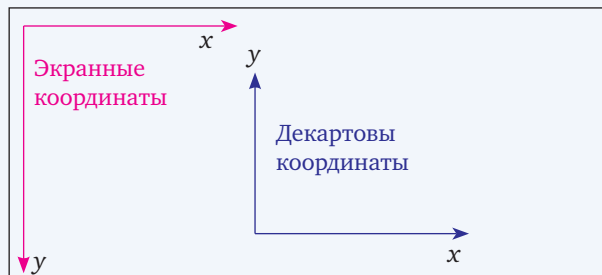 x
Экранные
координаты
y
y
Декартовы
координаты
x